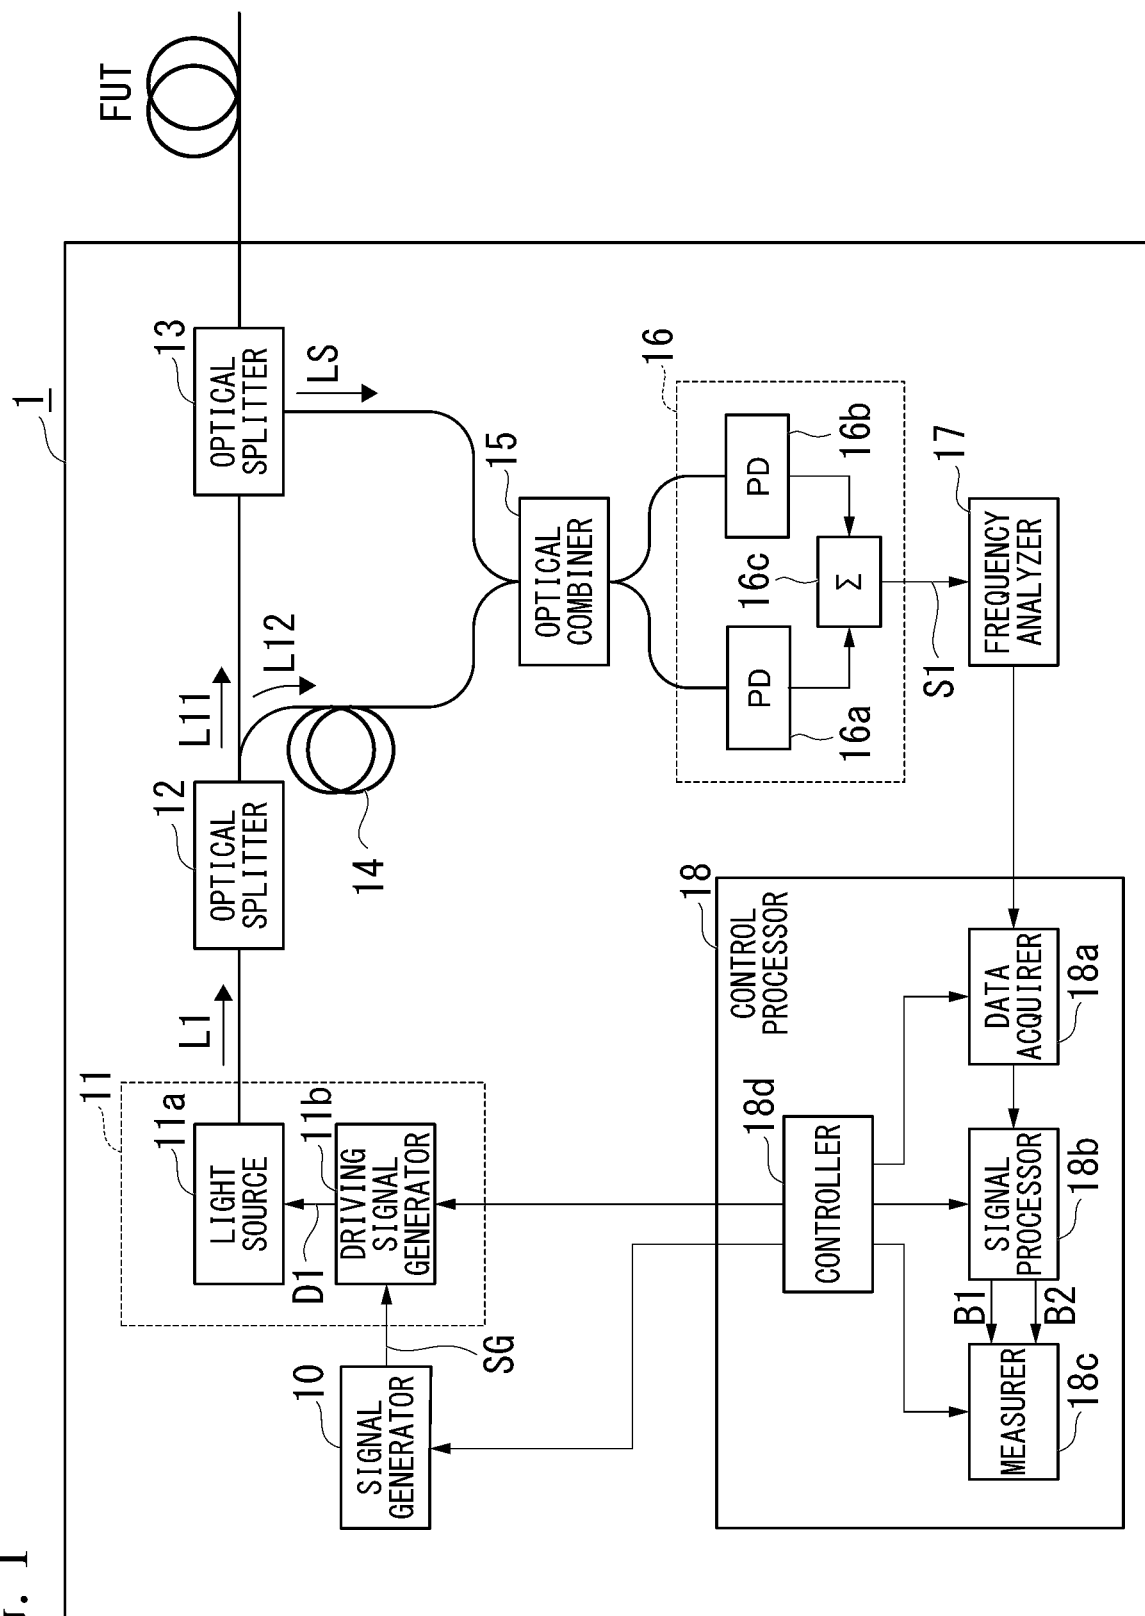 . 1
1
FUT
11
11a
LIGHT
SOURCE
L1
12
OPTICAL
SPLITTER
L11
L12
13
OPTICAL
SPLITTER
LS
14
D1
11b
DRIVING
SIGNAL
GENERATOR
10
SIGNAL
GENERATOR
SG
15
OPTICAL
COMBINER
16
PD
16a
PD
16b
16c
Σ
S1
17
FREQUENCY
ANALYZER
18
CONTROL
PROCESSOR
18d
CONTROLLER
MEASURER
18c
B1
B2
SIGNAL
PROCESSOR
18b
DATA
ACQUIRER
18a